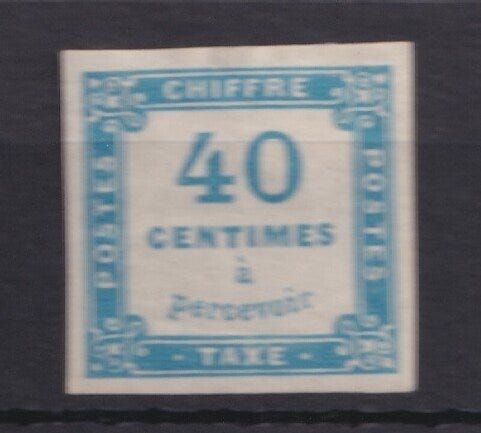 CHIFFRE
POSTES
40
CENTIMES
à
Percevoir
POSTES
· TAXE ·